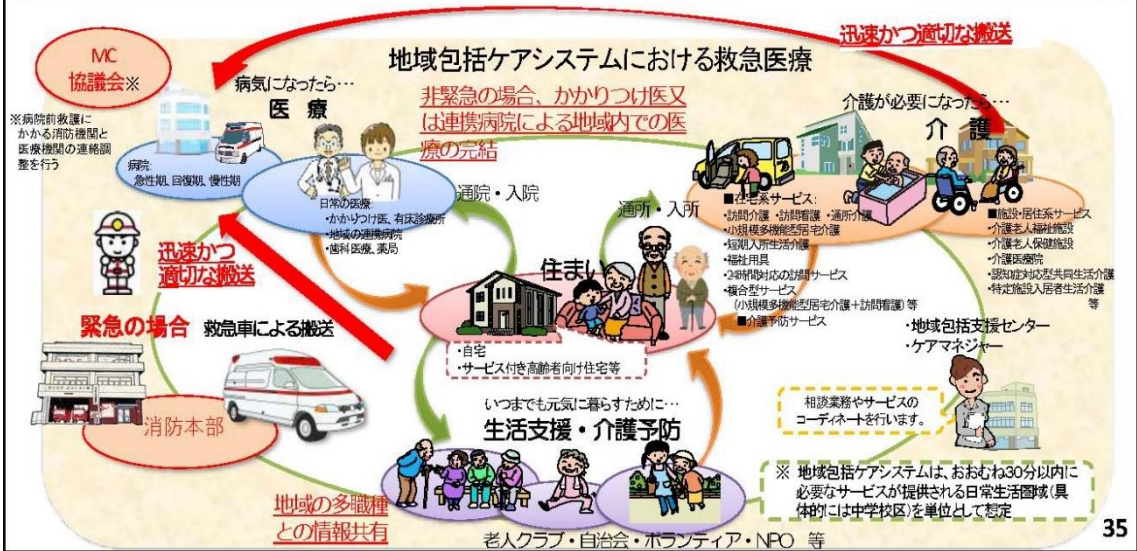 地域包括ケアシステムにおける救急医療
迅速かつ適切な搬送
MC
協議会※
※病院前救護に
かかる消防機関と
医療機関の連絡調
整を行う
病気になったら…
医療
病院:
急性期、回復期、慢性期
日常の医療:
・かかりつけ医、有床診療所
・地域の連携病院
・歯科医療、薬局
非緊急の場合、かかりつけ医又
は連携病院による地域内での医
療の完結
通院・入院
通所・入所
介護が必要になったら…
介護
■在宅系サービス:
・訪問介護・訪問看護・通所介護
・小規模多機能型居宅介護
・短期入所生活介護
・福祉用具
・24時間対応の訪問サービス
・複合型サービス
(小規模多機能型居宅介護+訪問看護)等
■介護予防サービス
■施設・居住系サービス
・介護老人福祉施設
・介護老人保健施設
・介護医療院
・認知症対応型共同生活介護
・特定施設入居者生活介護
等
迅速かつ
適切な搬送
緊急の場合
救急車による搬送
消防本部
住まい
・自宅
・サービス付き高齢者向け住宅等
・地域包括支援センター
・ケアマネジャー
相談業務やサービスの
コーディネートを行います。
いつまでも元気に暮らすために…
生活支援・介護予防
地域の多職種
との情報共有
老人クラブ・自治会・ボランティア・NPO 等
※ 地域包括ケアシステムは、おおむね30分以内に
必要なサービスが提供される日常生活圏域(具
体的には中学校区)を単位として想定
35